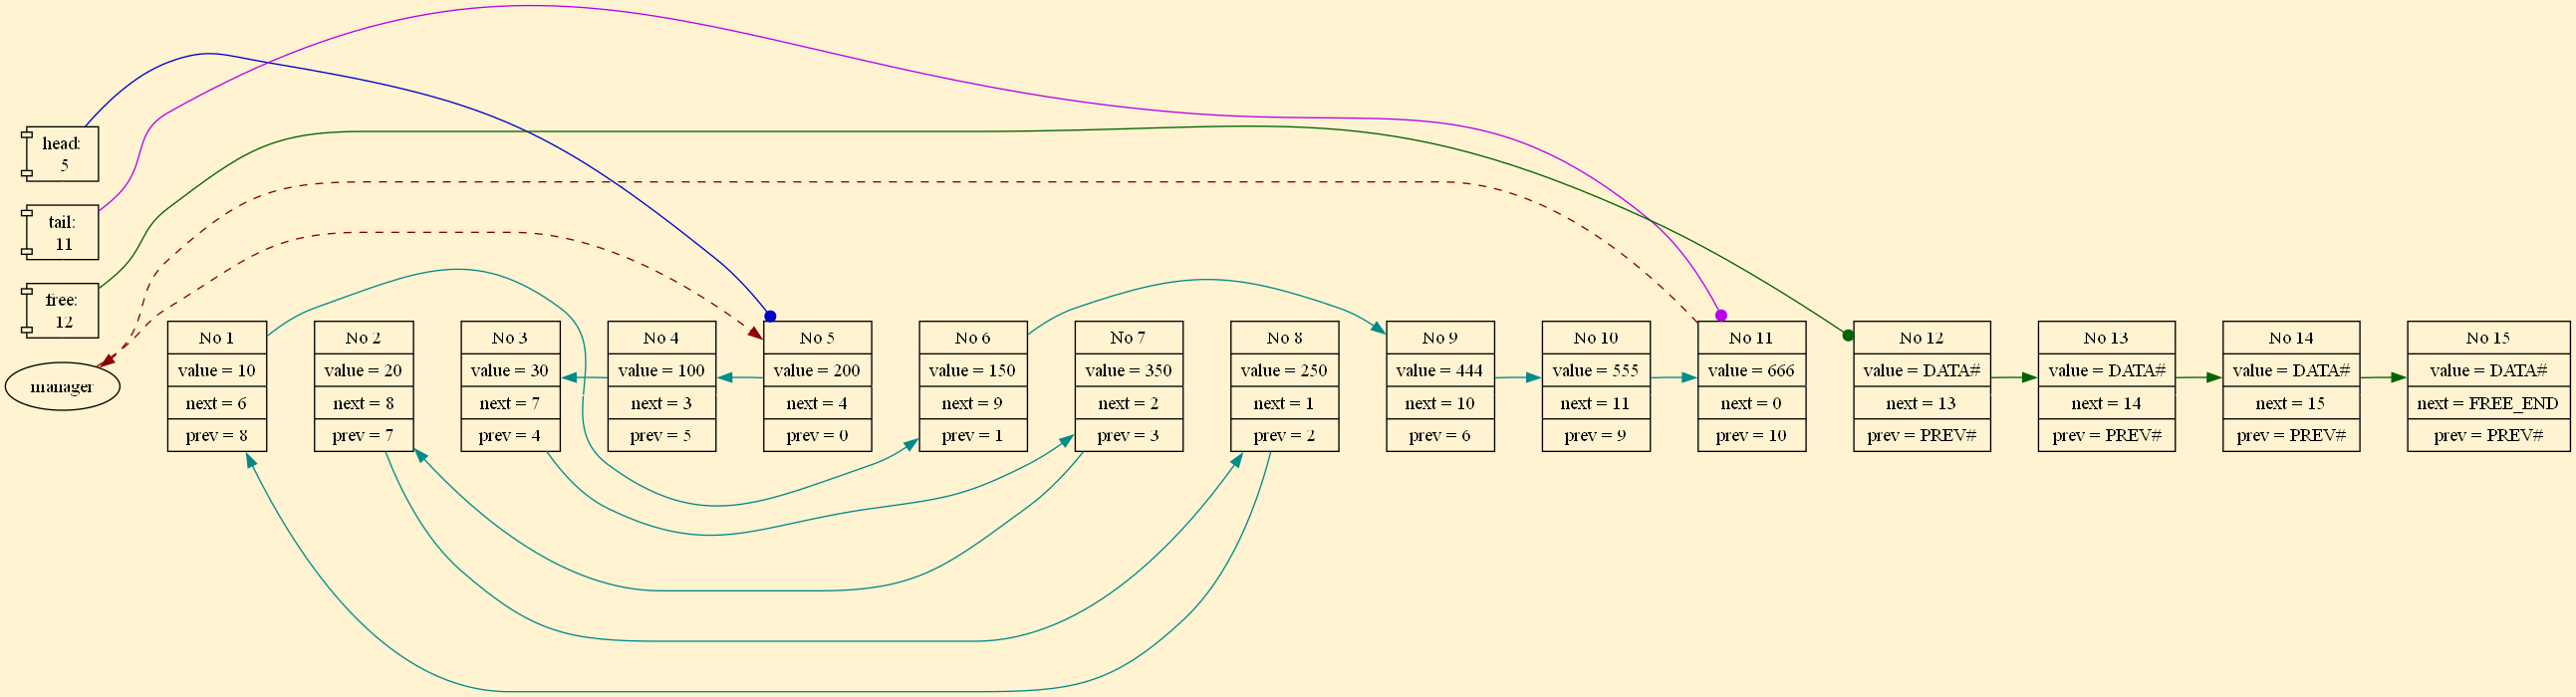 head:
5
tail:
11
free:
12
manager
No 1
value = 10
next = 6
prev = 8
No 2
value = 20
next = 8
prev = 7
No 3
value = 30
next = 7
prev = 4
No 4
value = 100
next = 3
prev = 5
No 5
value = 200
next = 4
prev = 0
No 6
value = 150
next = 9
prev = 1
No 7
value = 350
next = 2
prev = 3
No 8
value = 250
next = 1
prev = 2
No 9
value = 444
next = 10
prev = 6
No 10
value = 555
next = 11
prev = 9
No 11
value = 666
next = 0
prev = 10
No 12
value = DATA#
next = 13
prev = PREV#
No 13
value = DATA#
next = 14
prev = PREV#
No 14
value = DATA#
next = 15
prev = PREV#
No 15
value = DATA#
next = FREE_END
prev = PREV#